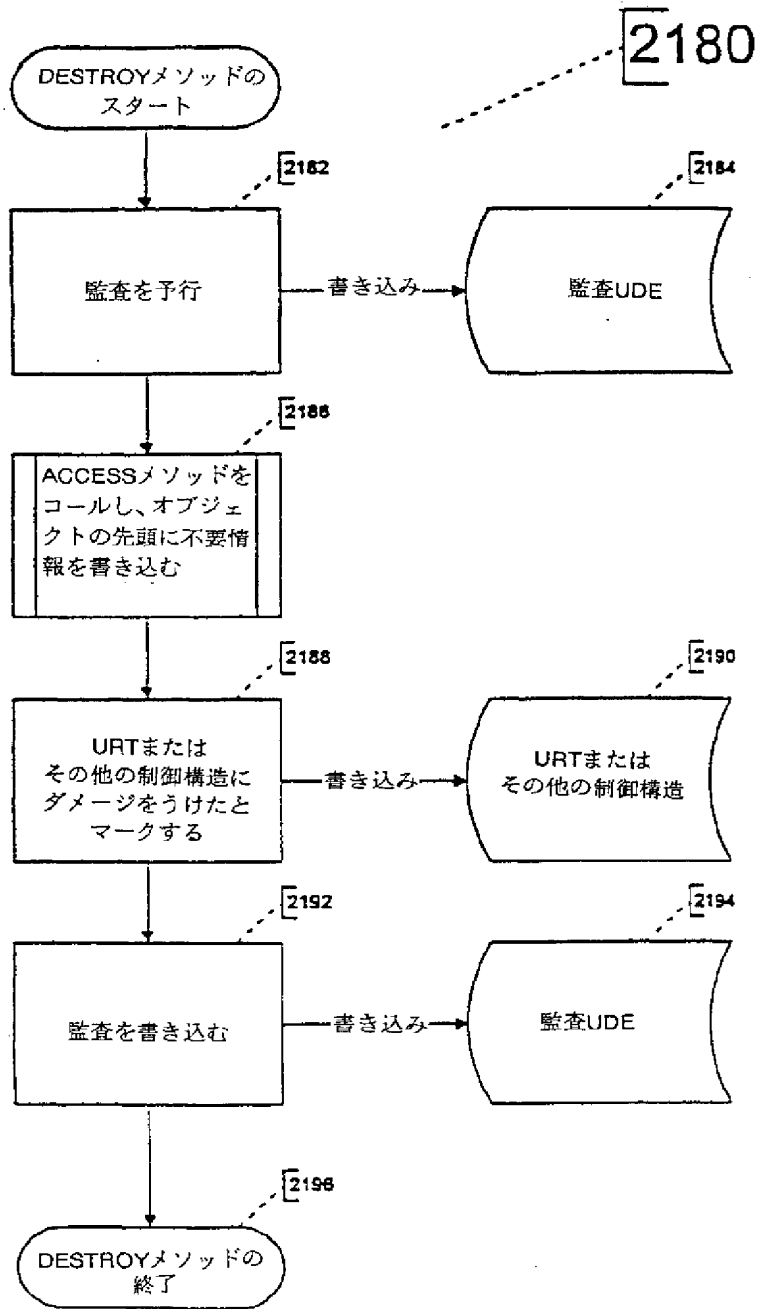 2180
DESTROYメソッドの
スタート
2182
2184
監査を予行
書き込み
監査UDE
2186
ACCESSメソッドを
コールし、オブジェ
クトの先頭に不要情
報を書き込む
2188
2190
URTまたは
その他の制御構造に
ダメージをうけたと
マークする
書き込み
URTまたは
その他の制御構造
2192
2194
監査を書き込む
書き込み
監査UDE
2196
DESTROYメソッドの
終了